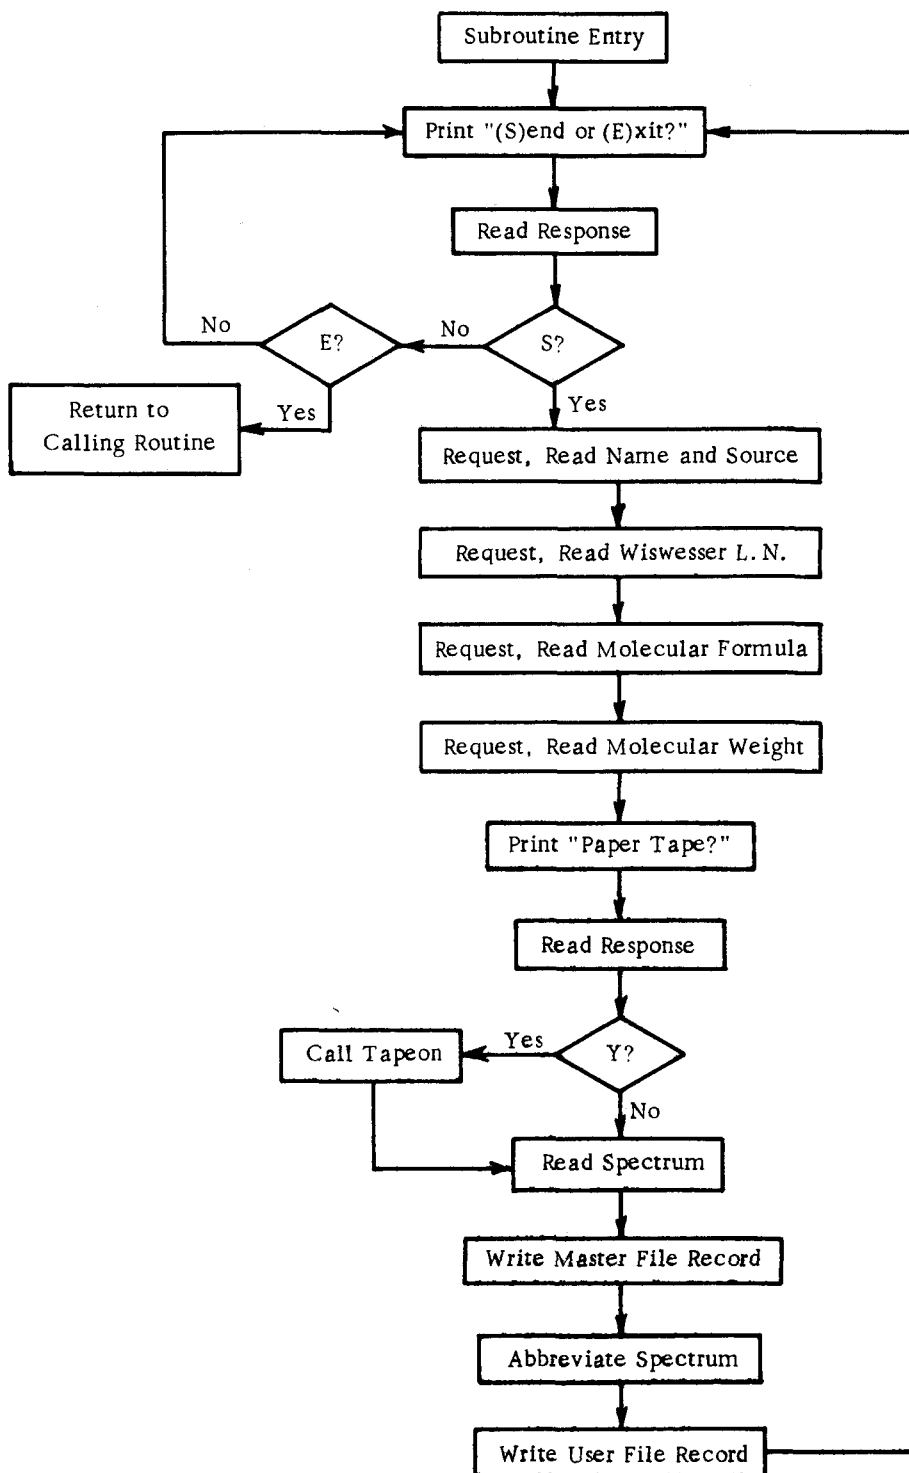 Subroutine Entry
Print "(S)end or (E)xit?"
Read Response
No
E?
No
S?
Return to
Calling Routine
Yes
Yes
Request, Read Name and Source
Request, Read Wiswesser L.N.
Request, Read Molecular Formula
Request, Read Molecular Weight
Print "Paper Tape?"
Read Response
Call Tapeon
Yes
Y?
No
Read Spectrum
Write Master File Record
Abbreviate Spectrum
Write User File Record